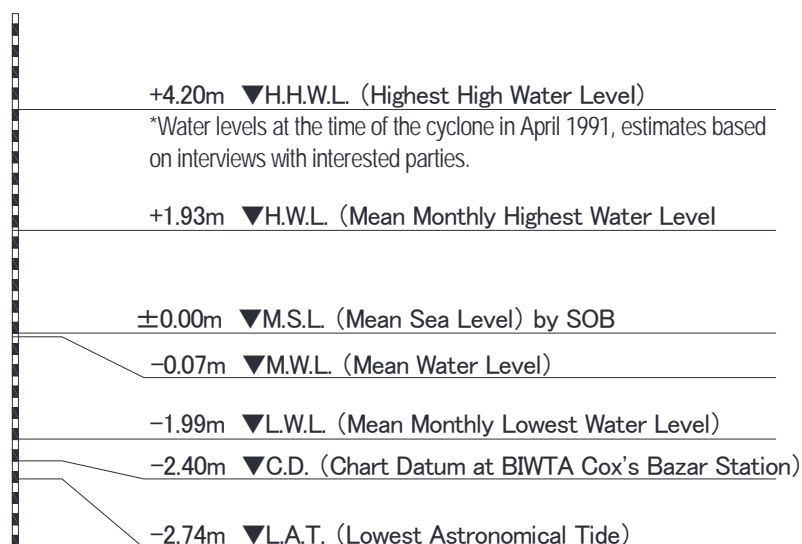 +4.20m ▼H.H.W.L. (Highest High Water Level)
*Water levels at the time of the cyclone in April 1991, estimates based
on interviews with interested parties.
+1.93m ▼H.W.L. (Mean Monthly Highest Water Level
±0.00m ▼M.S.L. (Mean Sea Level) by SOB
−0.07m ▼M.W.L. (Mean Water Level)
−1.99m ▼L.W.L. (Mean Monthly Lowest Water Level)
−2.40m ▼C.D. (Chart Datum at BIWTA Cox's Bazar Station)
−2.74m ▼L.A.T. (Lowest Astronomical Tide)